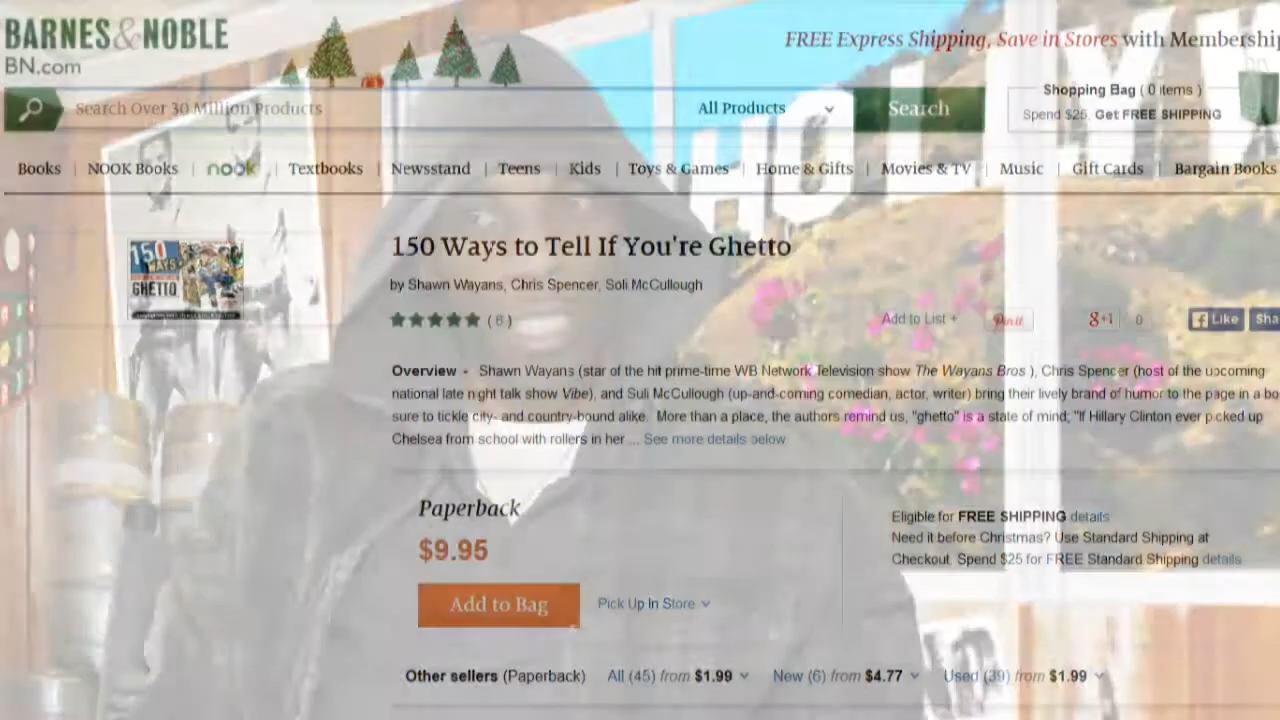 BARNES&NOBLE
BN.com
FREE Express Shipping, Save in Stores with Membership
Search Over 30 Million Products
All Products
Search
Shopping Bag ( 0 items )
Spend $25, Get FREE SHIPPING
Books | NOOK Books | nook | Textbooks | Newsstand | Teens | Kids | Toys & Games | Home & Gifts | Movies & TV | Music | Gift Cards | Bargain Books
150 WAYS
GHETTO
150 Ways to Tell If You're Ghetto
by Shawn Wayans, Chris Spencer, Soli McCullough
( 6 )
Add to List +
Pinit
g+1 0
Like
Sha
Overview - Shawn Wayans (star of the hit prime-time WB Network Television show The Wayans Bros ), Chris Spencer (host of the upcoming
national late night talk show Vibe), and Suli McCullough (up-and-coming comedian, actor, writer) bring their lively brand of humor to the page in a bo
sure to tickle city- and country-bound alike. More than a place, the authors remind us, "ghetto" is a state of mind; "If Hillary Clinton ever picked up
Chelsea from school with rollers in her ... See more details below
Paperback
$9.95
Add to Bag
Pick Up In Store
Eligible for FREE SHIPPING details
Need it before Christmas? Use Standard Shipping at
Checkout. Spend $25 for FREE Standard Shipping details
Other sellers (Paperback)
All (45) from $1.99
New (6) from $4.77
Used (39) from $1.99